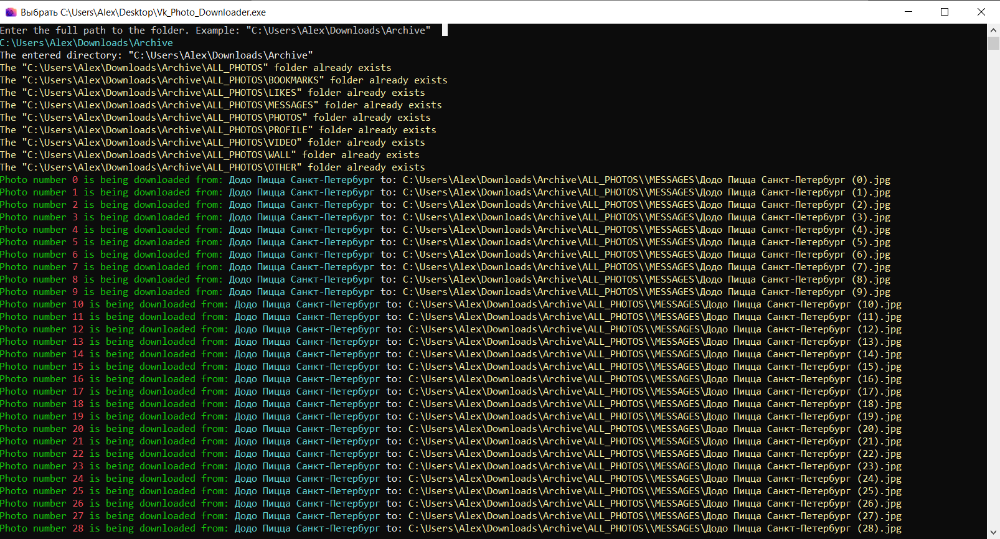 Выбрать C:\Users\Alex\Desktop\Vk_Photo_Downloader.exe
Enter the full path to the folder. Example: "C:\Users\Alex\Downloads\Archive"
C:\Users\Alex\Downloads\Archive
The entered directory: "C:\Users\Alex\Downloads\Archive"
The "C:\Users\Alex\Downloads\Archive\ALL_PHOTOS" folder already exists
The "C:\Users\Alex\Downloads\Archive\ALL_PHOTOS\BOOKMARKS" folder already exists
The "C:\Users\Alex\Downloads\Archive\ALL_PHOTOS\LIKES" folder already exists
The "C:\Users\Alex\Downloads\Archive\ALL_PHOTOS\MESSAGES" folder already exists
The "C:\Users\Alex\Downloads\Archive\ALL_PHOTOS\PHOTOS" folder already exists
The "C:\Users\Alex\Downloads\Archive\ALL_PHOTOS\PROFILE" folder already exists
The "C:\Users\Alex\Downloads\Archive\ALL_PHOTOS\VIDEO" folder already exists
The "C:\Users\Alex\Downloads\Archive\ALL_PHOTOS\WALL" folder already exists
The "C:\Users\Alex\Downloads\Archive\ALL_PHOTOS\OTHER" folder already exists
Photo number 0 is being downloaded from: Додо Пицца Санкт-Петербург to: C:\Users\Alex\Downloads\Archive\ALL_PHOTOS\\MESSAGES\Додо Пицца Санкт-Петербург (0).jpg
Photo number 1 is being downloaded from: Додо Пицца Санкт-Петербург to: C:\Users\Alex\Downloads\Archive\ALL_PHOTOS\\MESSAGES\Додо Пицца Санкт-Петербург (1).jpg
Photo number 2 is being downloaded from: Додо Пицца Санкт-Петербург to: C:\Users\Alex\Downloads\Archive\ALL_PHOTOS\\MESSAGES\Додо Пицца Санкт-Петербург (2).jpg
Photo number 3 is being downloaded from: Додо Пицца Санкт-Петербург to: C:\Users\Alex\Downloads\Archive\ALL_PHOTOS\\MESSAGES\Додо Пицца Санкт-Петербург (3).jpg
Photo number 4 is being downloaded from: Додо Пицца Санкт-Петербург to: C:\Users\Alex\Downloads\Archive\ALL_PHOTOS\\MESSAGES\Додо Пицца Санкт-Петербург (4).jpg
Photo number 5 is being downloaded from: Додо Пицца Санкт-Петербург to: C:\Users\Alex\Downloads\Archive\ALL_PHOTOS\\MESSAGES\Додо Пицца Санкт-Петербург (5).jpg
Photo number 6 is being downloaded from: Додо Пицца Санкт-Петербург to: C:\Users\Alex\Downloads\Archive\ALL_PHOTOS\\MESSAGES\Додо Пицца Санкт-Петербург (6).jpg
Photo number 7 is being downloaded from: Додо Пицца Санкт-Петербург to: C:\Users\Alex\Downloads\Archive\ALL_PHOTOS\\MESSAGES\Додо Пицца Санкт-Петербург (7).jpg
Photo number 8 is being downloaded from: Додо Пицца Санкт-Петербург to: C:\Users\Alex\Downloads\Archive\ALL_PHOTOS\\MESSAGES\Додо Пицца Санкт-Петербург (8).jpg
Photo number 9 is being downloaded from: Додо Пицца Санкт-Петербург to: C:\Users\Alex\Downloads\Archive\ALL_PHOTOS\\MESSAGES\Додо Пицца Санкт-Петербург (9).jpg
Photo number 10 is being downloaded from: Додо Пицца Санкт-Петербург to: C:\Users\Alex\Downloads\Archive\ALL_PHOTOS\\MESSAGES\Додо Пицца Санкт-Петербург (10).jpg
Photo number 11 is being downloaded from: Додо Пицца Санкт-Петербург to: C:\Users\Alex\Downloads\Archive\ALL_PHOTOS\\MESSAGES\Додо Пицца Санкт-Петербург (11).jpg
Photo number 12 is being downloaded from: Додо Пицца Санкт-Петербург to: C:\Users\Alex\Downloads\Archive\ALL_PHOTOS\\MESSAGES\Додо Пицца Санкт-Петербург (12).jpg
Photo number 13 is being downloaded from: Додо Пицца Санкт-Петербург to: C:\Users\Alex\Downloads\Archive\ALL_PHOTOS\\MESSAGES\Додо Пицца Санкт-Петербург (13).jpg
Photo number 14 is being downloaded from: Додо Пицца Санкт-Петербург to: C:\Users\Alex\Downloads\Archive\ALL_PHOTOS\\MESSAGES\Додо Пицца Санкт-Петербург (14).jpg
Photo number 15 is being downloaded from: Додо Пицца Санкт-Петербург to: C:\Users\Alex\Downloads\Archive\ALL_PHOTOS\\MESSAGES\Додо Пицца Санкт-Петербург (15).jpg
Photo number 16 is being downloaded from: Додо Пицца Санкт-Петербург to: C:\Users\Alex\Downloads\Archive\ALL_PHOTOS\\MESSAGES\Додо Пицца Санкт-Петербург (16).jpg
Photo number 17 is being downloaded from: Додо Пицца Санкт-Петербург to: C:\Users\Alex\Downloads\Archive\ALL_PHOTOS\\MESSAGES\Додо Пицца Санкт-Петербург (17).jpg
Photo number 18 is being downloaded from: Додо Пицца Санкт-Петербург to: C:\Users\Alex\Downloads\Archive\ALL_PHOTOS\\MESSAGES\Додо Пицца Санкт-Петербург (18).jpg
Photo number 19 is being downloaded from: Додо Пицца Санкт-Петербург to: C:\Users\Alex\Downloads\Archive\ALL_PHOTOS\\MESSAGES\Додо Пицца Санкт-Петербург (19).jpg
Photo number 20 is being downloaded from: Додо Пицца Санкт-Петербург to: C:\Users\Alex\Downloads\Archive\ALL_PHOTOS\\MESSAGES\Додо Пицца Санкт-Петербург (20).jpg
Photo number 21 is being downloaded from: Додо Пицца Санкт-Петербург to: C:\Users\Alex\Downloads\Archive\ALL_PHOTOS\\MESSAGES\Додо Пицца Санкт-Петербург (21).jpg
Photo number 22 is being downloaded from: Додо Пицца Санкт-Петербург to: C:\Users\Alex\Downloads\Archive\ALL_PHOTOS\\MESSAGES\Додо Пицца Санкт-Петербург (22).jpg
Photo number 23 is being downloaded from: Додо Пицца Санкт-Петербург to: C:\Users\Alex\Downloads\Archive\ALL_PHOTOS\\MESSAGES\Додо Пицца Санкт-Петербург (23).jpg
Photo number 24 is being downloaded from: Додо Пицца Санкт-Петербург to: C:\Users\Alex\Downloads\Archive\ALL_PHOTOS\\MESSAGES\Додо Пицца Санкт-Петербург (24).jpg
Photo number 25 is being downloaded from: Додо Пицца Санкт-Петербург to: C:\Users\Alex\Downloads\Archive\ALL_PHOTOS\\MESSAGES\Додо Пицца Санкт-Петербург (25).jpg
Photo number 26 is being downloaded from: Додо Пицца Санкт-Петербург to: C:\Users\Alex\Downloads\Archive\ALL_PHOTOS\\MESSAGES\Додо Пицца Санкт-Петербург (26).jpg
Photo number 27 is being downloaded from: Додо Пицца Санкт-Петербург to: C:\Users\Alex\Downloads\Archive\ALL_PHOTOS\\MESSAGES\Додо Пицца Санкт-Петербург (27).jpg
Photo number 28 is being downloaded from: Додо Пицца Санкт-Петербург to: C:\Users\Alex\Downloads\Archive\ALL_PHOTOS\\MESSAGES\Додо Пицца Санкт-Петербург (28).jpg